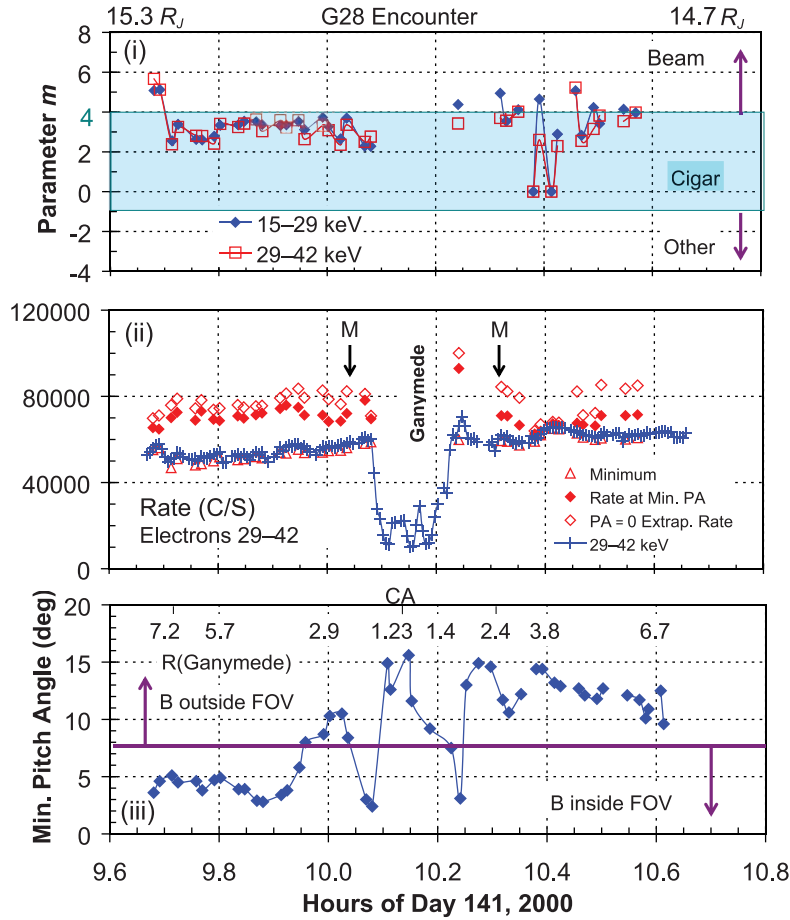 15.3 R_J G28 Encounter 14.7 R_J
(i)
8
6
4
2
0
-2
-4
Parameter m
Beam
Cigar
Other
15–29 keV
29–42 keV
(ii)
120000
80000
40000
0
M
Ganymede
M
Rate (C/S)
Electrons 29–42
Minimum
Rate at Min. PA
PA = 0 Extrap. Rate
29–42 keV
CA
20
15
10
5
0
Min. Pitch Angle (deg)
7.2 5.7 2.9 1.23 1.4 2.4 3.8 6.7
R(Ganymede)
B outside FOV
B inside FOV
(iii)
9.6 9.8 10.0 10.2 10.4 10.6 10.8
Hours of Day 141, 2000